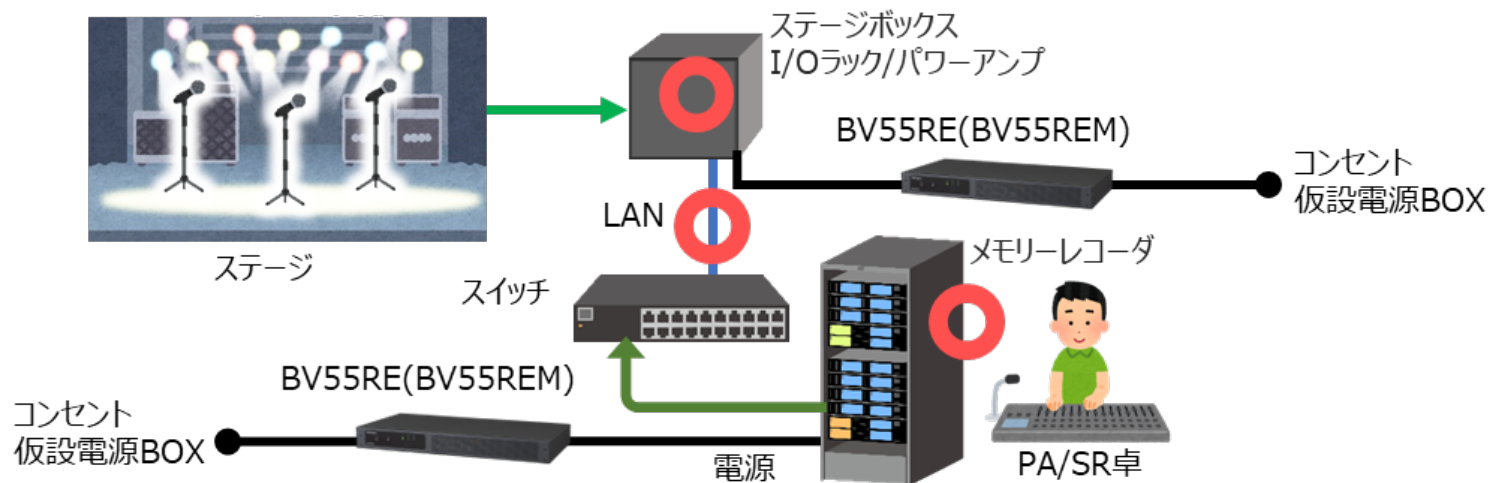 ステージボックス
I/Oラック/パワーアンプ
BV55RE(BV55REM)
コンセント
仮設電源BOX
LAN
ステージ
メモリーレコーダ
スイッチ
BV55RE(BV55REM)
コンセント
仮設電源BOX
電源
PA/SR卓